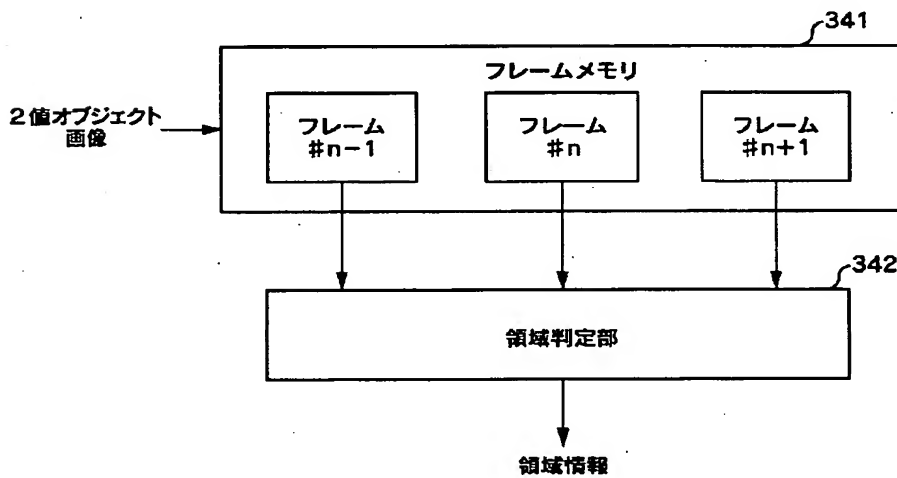 341
フレームメモリ
2値オブジェクト
画像
フレーム
#n-1
フレーム
#n
フレーム
#n+1
342
領域判定部
領域情報